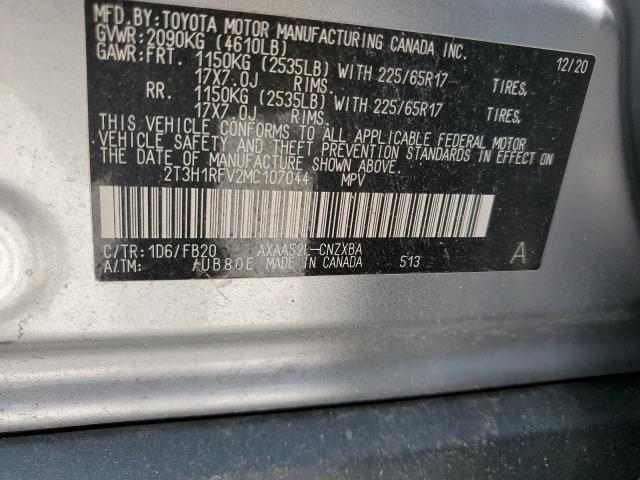 MFD.BY:TOYOTA MOTOR MANUFACTURING CANADA INC.
GVWR:2090KG (4610LB) 12/20
GAWR:FRT. 1150KG (2535LB) WITH 225/65R17 TIRES,
17X7.0J RIMS.
RR. 1150KG (2535LB) WITH 225/65R17 TIRES,
17X7.0J RIMS.
THIS VEHICLE CONFORMS TO ALL APPLICABLE FEDERAL MOTOR
VEHICLE SAFETY AND THEFT PREVENTION STANDARDS IN EFFECT ON
THE DATE OF MANUFACTURE SHOWN ABOVE.
2T3H1RFV2MC107044 MPV
C/TR: 1D6/FB20 AXAA52L-CNZXBA A
A/TM: /UB80E MADE IN CANADA 513